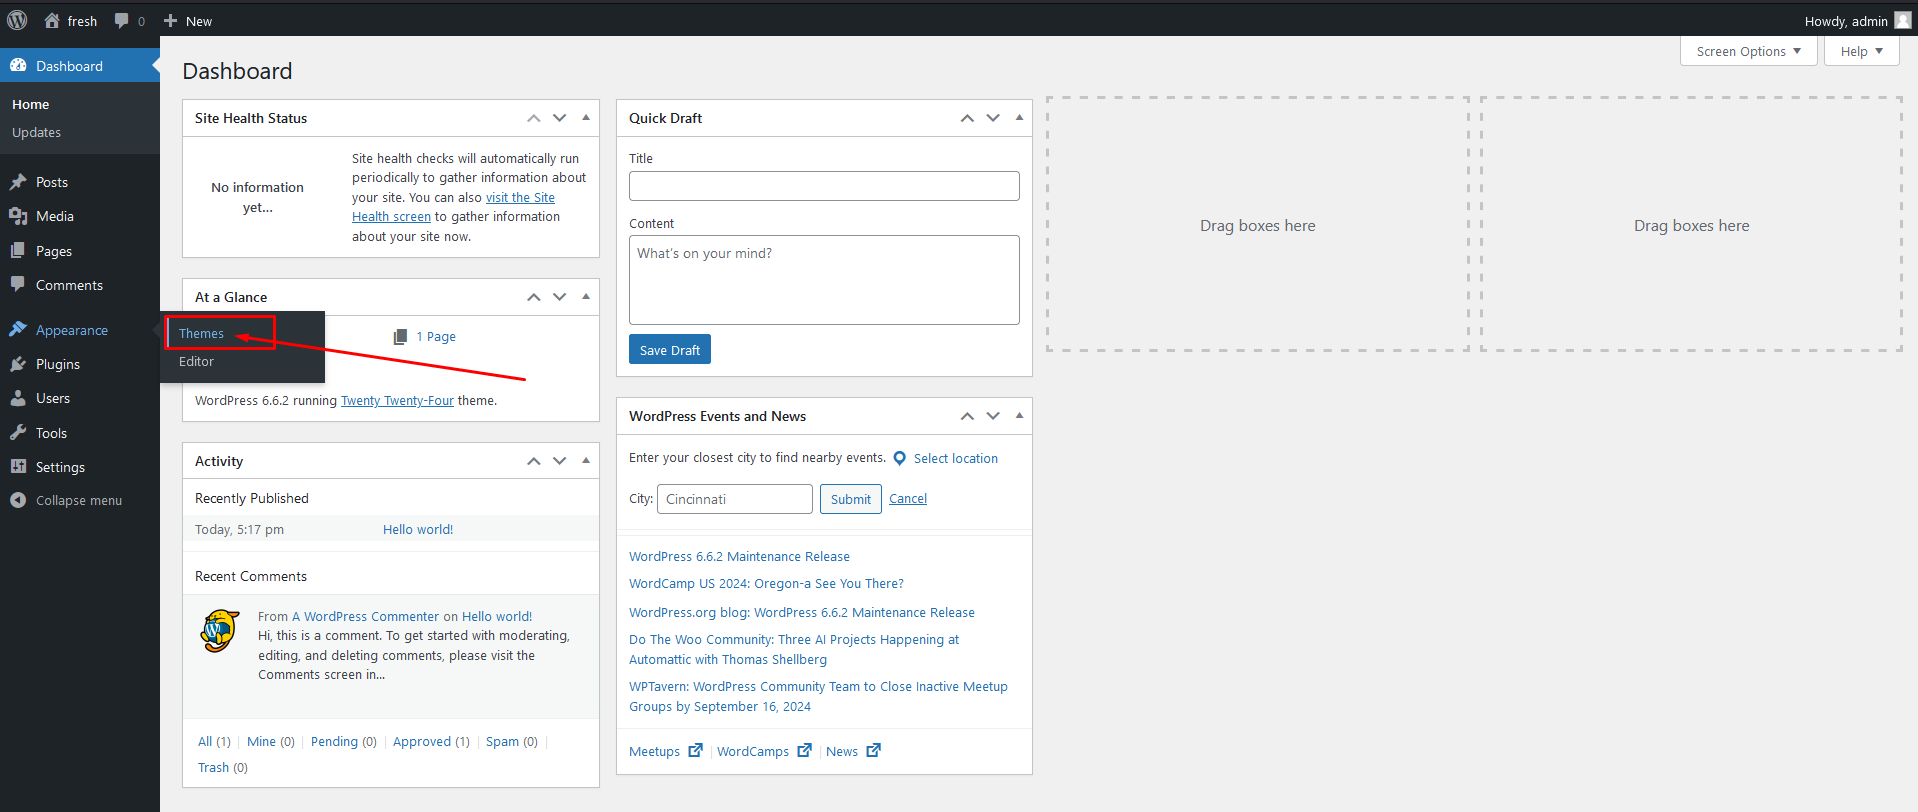 fresh
0
New
Howdy, admin
Dashboard
Home
Updates
Posts
Media
Pages
Comments
Appearance
Themes
Editor
Plugins
Users
Tools
Settings
Collapse menu
Screen Options
Help
Dashboard
Site Health Status
No information
yet...
Site health checks will automatically run
periodically to gather information about
your site. You can also visit the Site
Health screen to gather information
about your site now.
At a Glance
1 Page
WordPress 6.6.2 running Twenty Twenty-Four theme.
Activity
Recently Published
Today, 5:17 pm
Hello world!
Recent Comments
From A WordPress Commenter on Hello world!
Hi, this is a comment. To get started with moderating,
editing, and deleting comments, please visit the
Comments screen in...
All (1) | Mine (0) | Pending (0) | Approved (1) | Spam (0) |
Trash (0)
Quick Draft
Title
Content
What's on your mind?
Save Draft
WordPress Events and News
Enter your closest city to find nearby events.
Select location
City:
Cincinnati
Submit
Cancel
WordPress 6.6.2 Maintenance Release
WordCamp US 2024: Oregon-a See You There?
WordPress.org blog: WordPress 6.6.2 Maintenance Release
Do The Woo Community: Three AI Projects Happening at
Automattic with Thomas Shellberg
WPTavern: WordPress Community Team to Close Inactive Meetup
Groups by September 16, 2024
Meetups | WordCamps | News
Drag boxes here
Drag boxes here